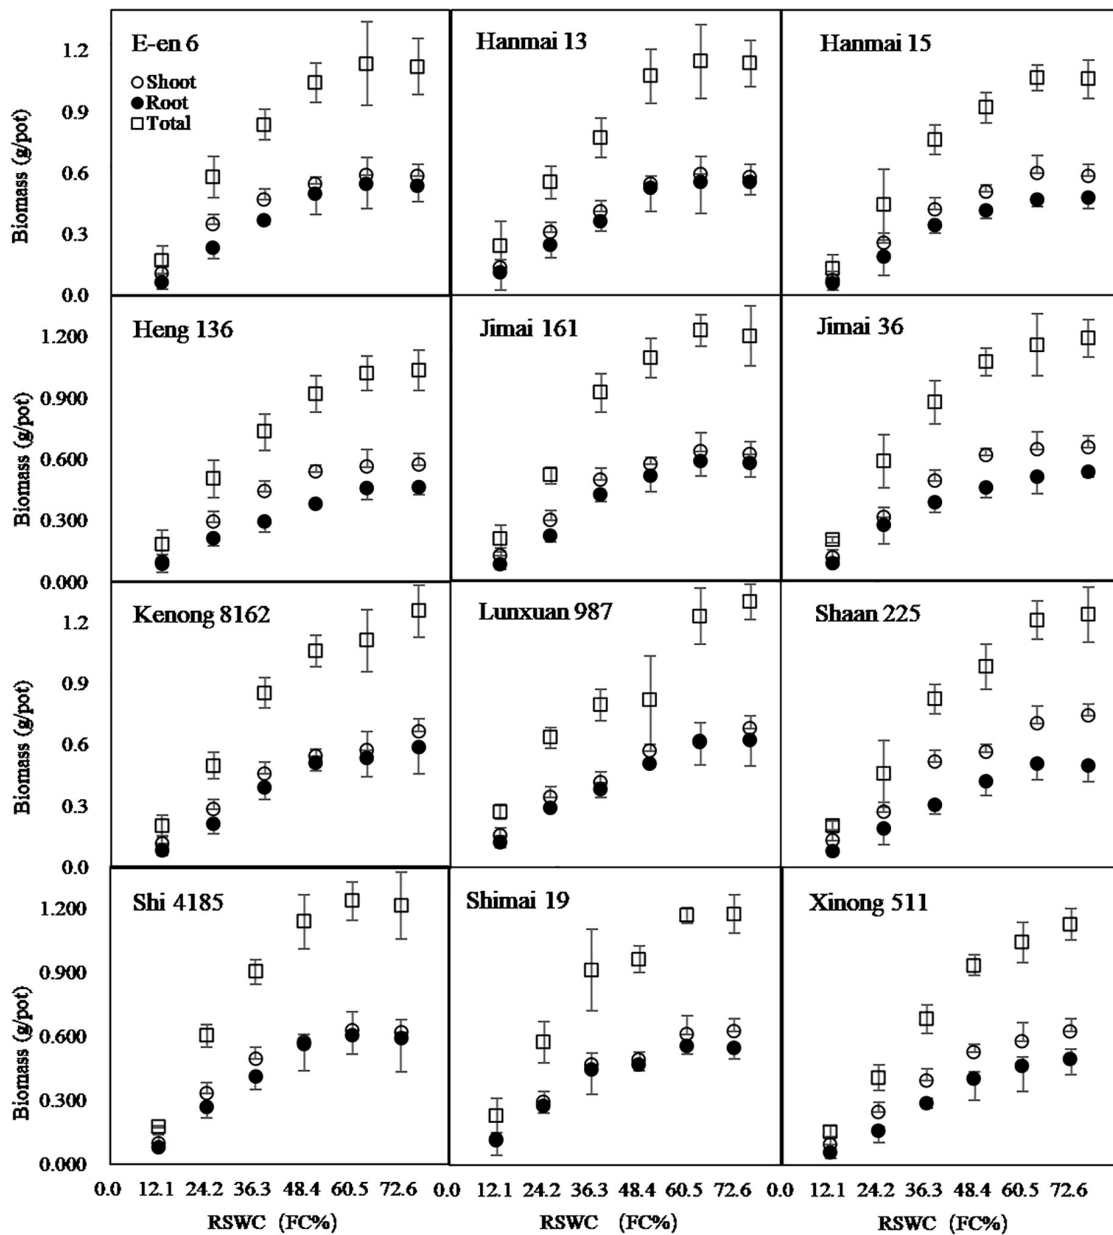 E-en 6
Hanmai 13
Hanmai 15
Shoot
Root
Total
1.2
0.9
0.6
0.3
0.0
Biomass (g/pot)
Heng 136
Jimai 161
Jimai 36
1.200
0.900
0.600
0.300
0.000
Biomass (g/pot)
Kenong 8162
Lunxuan 987
Shaan 225
1.2
0.9
0.6
0.3
0.0
Biomass (g/pot)
Shi 4185
Shimai 19
Xinong 511
1.200
0.900
0.600
0.300
0.000
Biomass (g/pot)
0.0 12.1 24.2 36.3 48.4 60.5 72.6 0.0 12.1 24.2 36.3 48.4 60.5 72.6 0.0 12.1 24.2 36.3 48.4 60.5 72.6
RSWC (FC%) RSWC (FC%) RSWC (FC%)